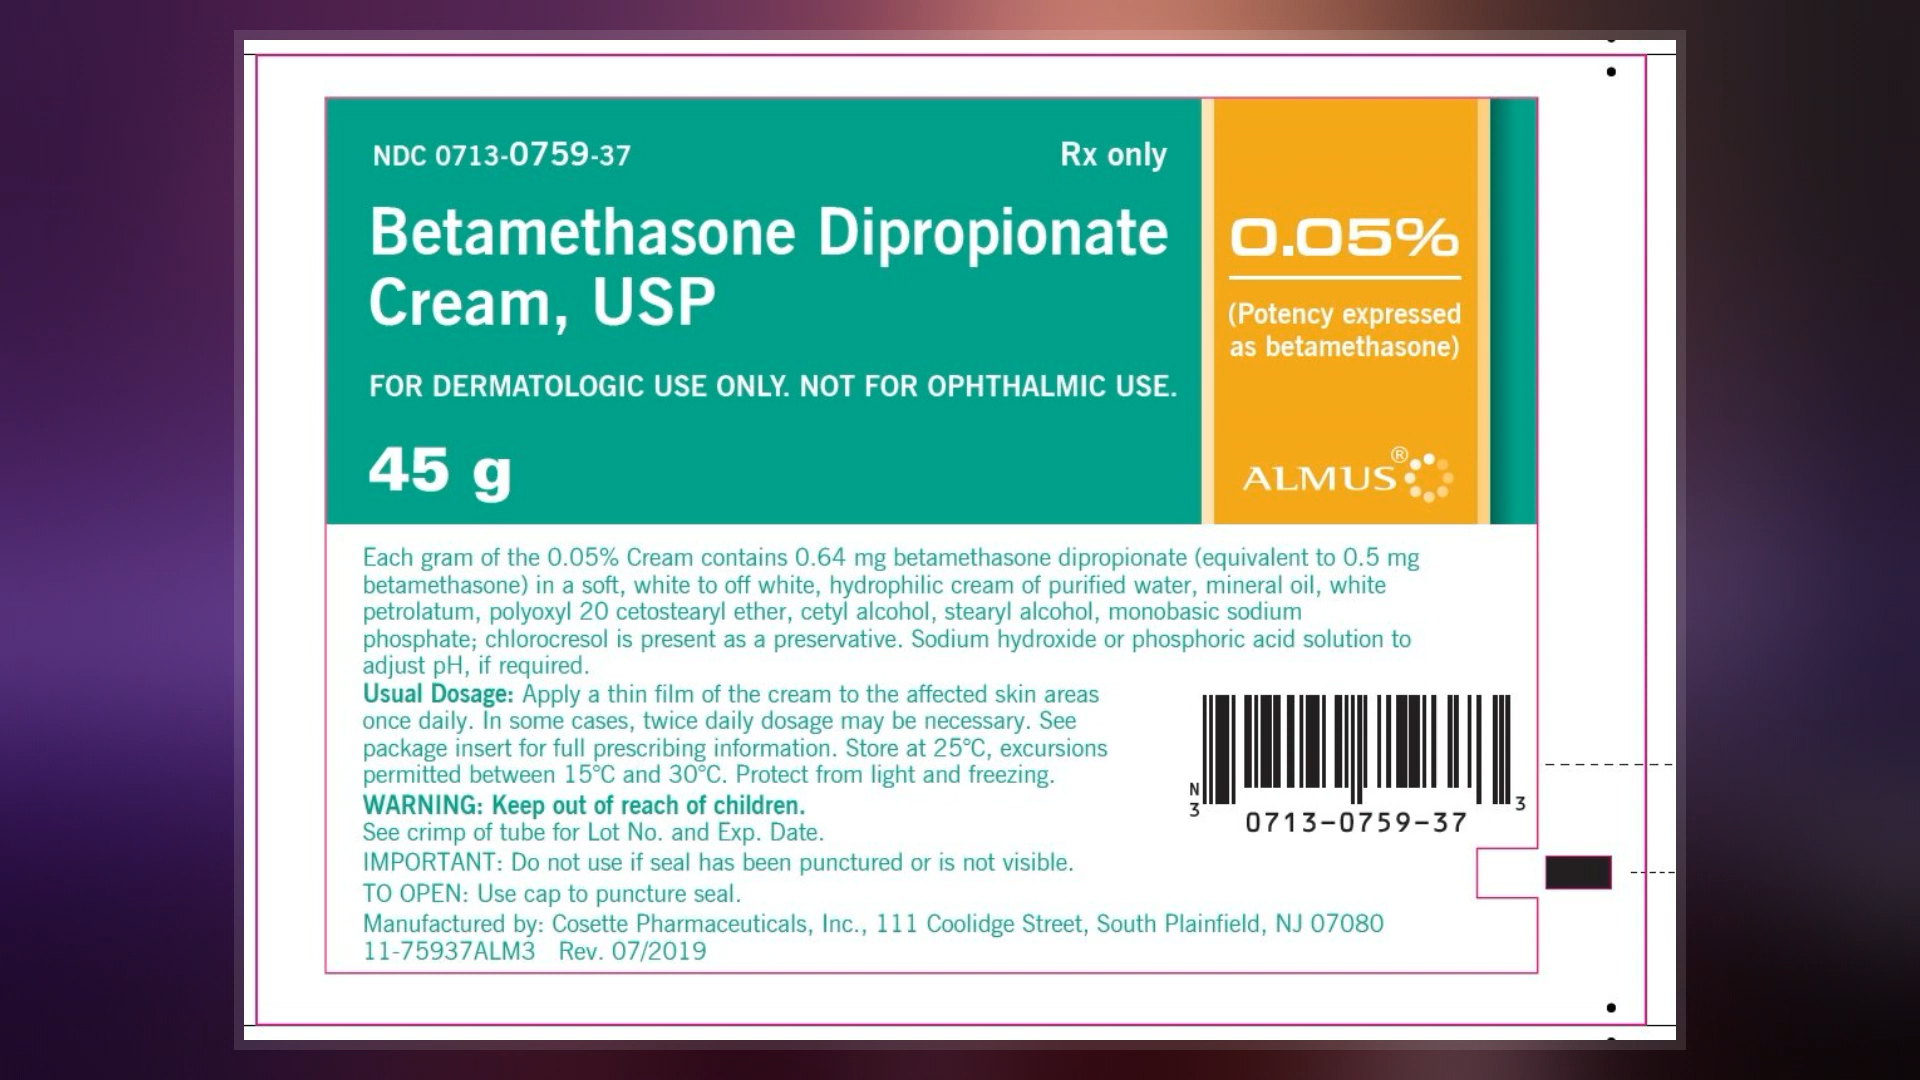 NDC 0713-0759-37
Rx only
Betamethasone Dipropionate
Cream, USP
FOR DERMATOLOGIC USE ONLY. NOT FOR OPHTHALMIC USE.
45 g
0.05%
(Potency expressed
as betamethasone)
ALMUS®
Each gram of the 0.05% Cream contains 0.64 mg betamethasone dipropionate (equivalent to 0.5 mg
betamethasone) in a soft, white to off white, hydrophilic cream of purified water, mineral oil, white
petrolatum, polyoxyl 20 cetostearyl ether, cetyl alcohol, stearyl alcohol, monobasic sodium
phosphate; chlorocresol is present as a preservative. Sodium hydroxide or phosphoric acid solution to
adjust pH, if required.
Usual Dosage: Apply a thin film of the cream to the affected skin areas
once daily. In some cases, twice daily dosage may be necessary. See
package insert for full prescribing information. Store at 25°C, excursions
permitted between 15°C and 30°C. Protect from light and freezing.
WARNING: Keep out of reach of children.
See crimp of tube for Lot No. and Exp. Date.
IMPORTANT: Do not use if seal has been punctured or is not visible.
TO OPEN: Use cap to puncture seal.
Manufactured by: Cosette Pharmaceuticals, Inc., 111 Coolidge Street, South Plainfield, NJ 07080
11-75937ALM3 Rev. 07/2019
N
3
0713-0759-37
3